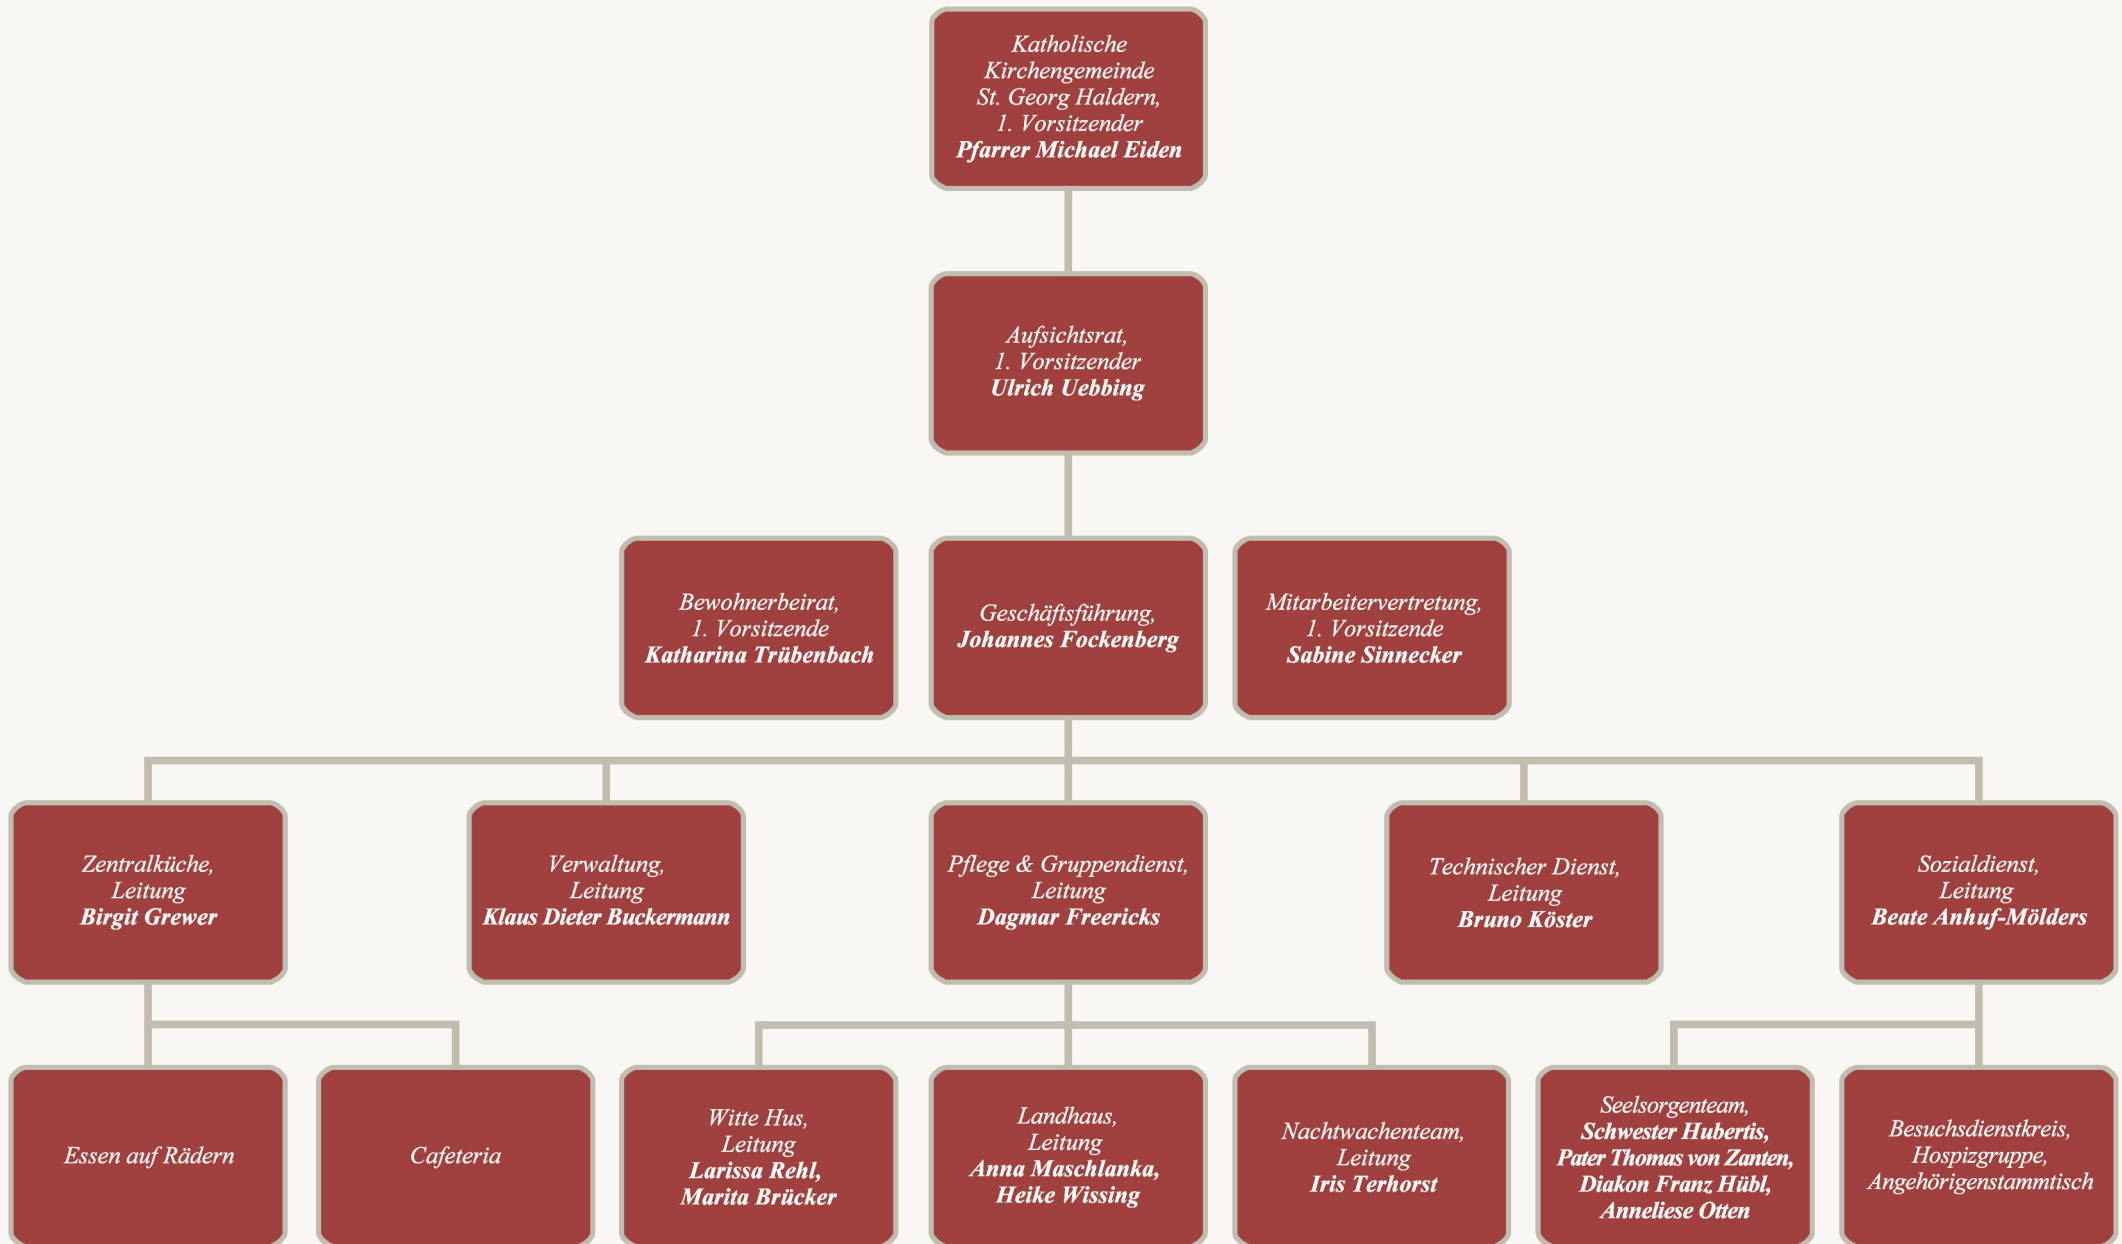 Katholische
Kirchengemeinde
St. Georg Haldern,
1. Vorsitzender
Pfarrer Michael Eiden
Aufsichtsrat,
1. Vorsitzender
Ulrich Uebbing
Bewohnerbeirat,
1. Vorsitzende
Katharina Trübenbach
Geschäftsführung,
Johannes Fockenberg
Mitarbeitervertretung,
1. Vorsitzende
Sabine Sinnecker
Zentralküche,
Leitung
Birgit Grewer
Verwaltung,
Leitung
Klaus Dieter Buckermann
Pflege & Gruppendienst,
Leitung
Dagmar Freericks
Technischer Dienst,
Leitung
Bruno Köster
Sozialdienst,
Leitung
Beate Anhuf-Mölders
Essen auf Rädern
Cafeteria
Witte Hus,
Leitung
Larissa Rehl,
Marita Brücker
Landhaus,
Leitung
Anna Maschlanka,
Heike Wissing
Nachtwachenteam,
Leitung
Iris Terhorst
Seelsorgenteam,
Schwester Hubertis,
Pater Thomas von Zanten,
Diakon Franz Hübl,
Anneliese Otten
Besuchsdienstkreis,
Hospizgruppe,
Angehörigenstammtisch